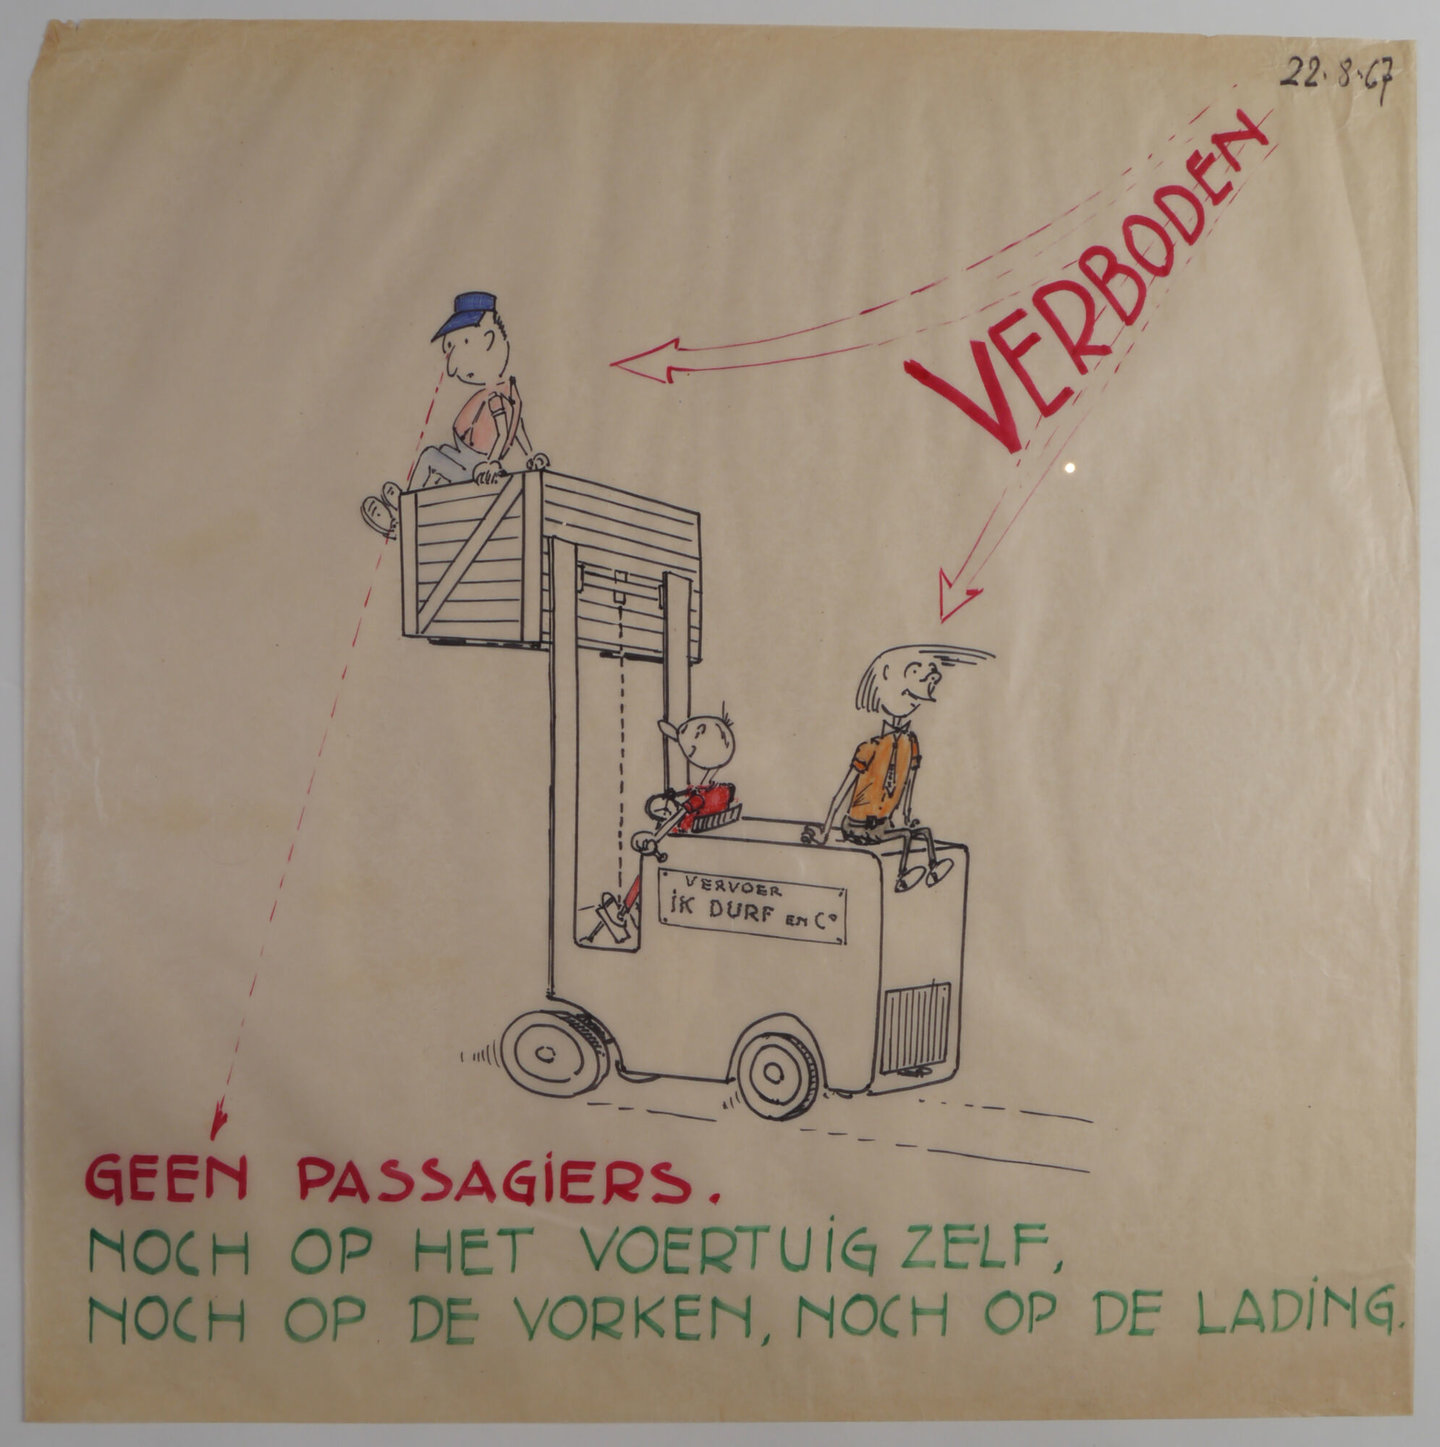 22.8.67
VERBODEN
VERVOER
iK DURF EN Cº
GEEN PASSAGiERS.
NOCH OP HET VOERTUiG ZELF,
NOCH OP DE VORKEN, NOCH OP DE LADiNG.